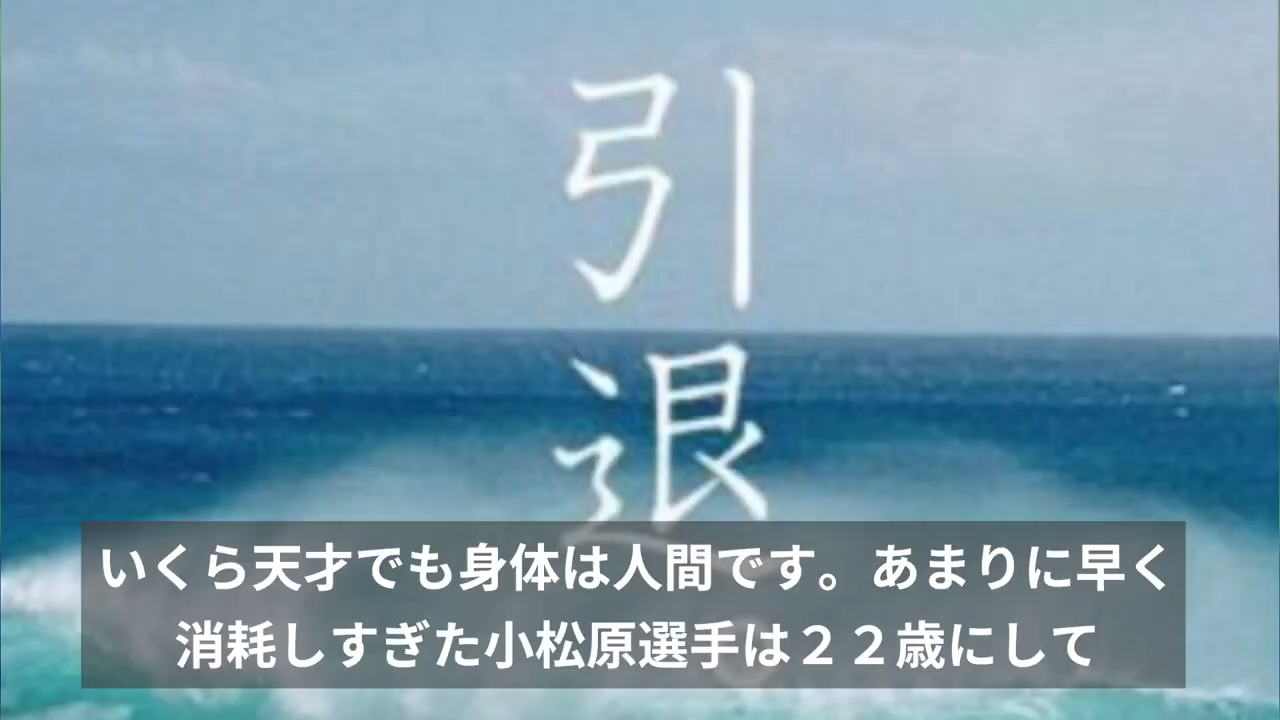 引退。
いくら天才でも身体は人間です。あまりに早く
消耗しすぎた小松原選手は２２歳にして